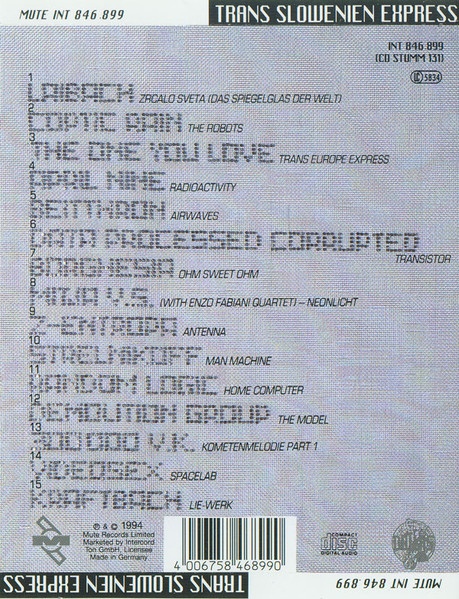 MUTE INT 846.899
TRANS SLOWENIEN EXPRESS
INT 846.899
(CD STUMM 131)
LC 5834
1
LAIBACH ZRCALO SVETA (DAS SPIEGELGLAS DER WELT)
2
COPTIC RAIN THE ROBOTS
3
THE ONE YOU LOVE TRANS EUROPE EXPRESS
4
APRIL NINE RADIOACTIVITY
5
BEITTHRON AIRWAVES
6
DATA PROCESSED CORRUPTED
TRANSISTOR
7
BORGHESIA OHM SWEET OHM
8
MITJA V.S. (WITH ENZO FABIANI QUARTET) – NEONLICHT
9
Z-ENTROPA ANTENNA
10
STRELNIKOFF MAN MACHINE
11
RANDOM LOGIC HOME COMPUTER
12
DEMOLITION GROUP THE MODEL
13
300 000 V.K. KOMETENMELODIE PART 1
14
VIDEOSEX SPACELAB
15
KRAFTBACH LIE-WERK
℗ & © 1994
Mute Records Limited
Marketed by Intercord
Ton GmbH, Licensee
Made in Germany
4 006758 468990
COMPACT
disc
DIGITAL AUDIO
MUTE INT 846.899
TRANS SLOWENIEN EXPRESS